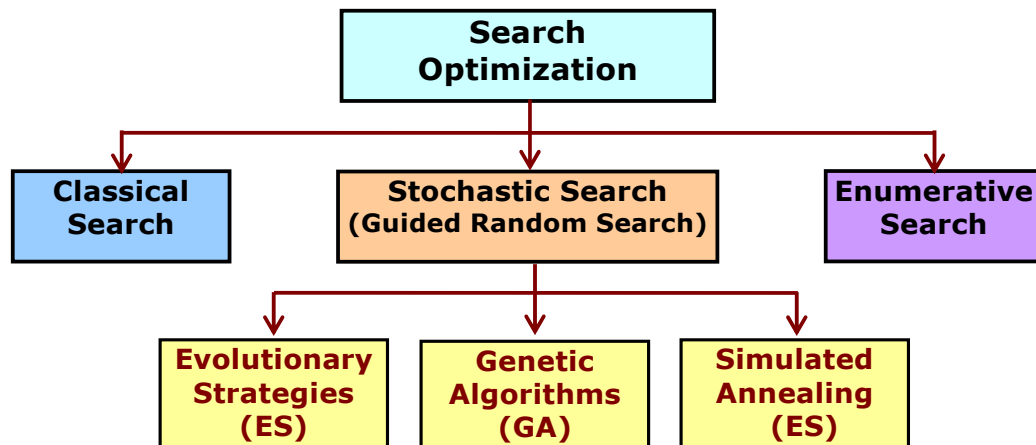 Search
Optimization
Classical
Search
Stochastic Search
(Guided Random Search)
Enumerative
Search
Evolutionary
Strategies
(ES)
Genetic
Algorithms
(GA)
Simulated
Annealing
(ES)